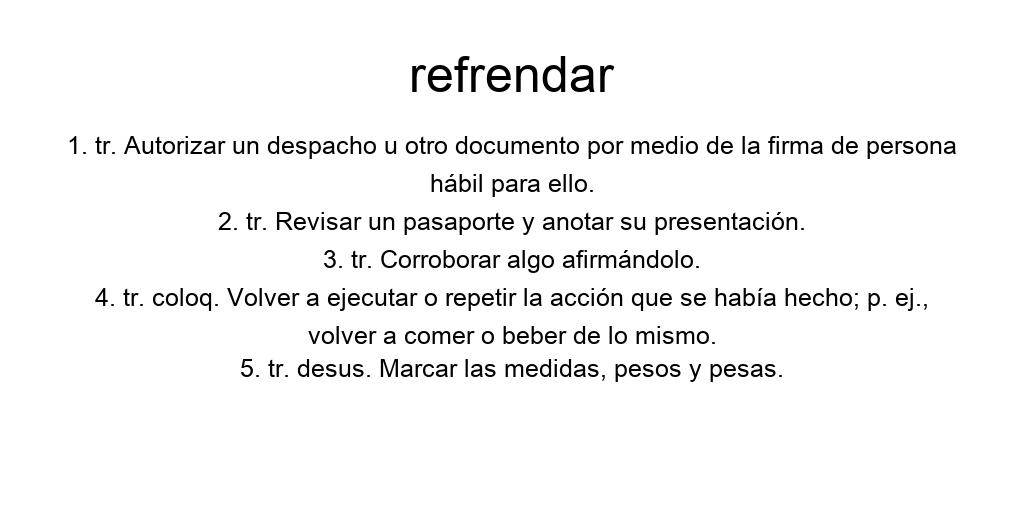 refrendar
1. tr. Autorizar un despacho u otro documento por medio de la firma de persona
hábil para ello.
2. tr. Revisar un pasaporte y anotar su presentación.
3. tr. Corroborar algo afirmándolo.
4. tr. coloq. Volver a ejecutar o repetir la acción que se había hecho; p. ej.,
volver a comer o beber de lo mismo.
5. tr. desus. Marcar las medidas, pesos y pesas.